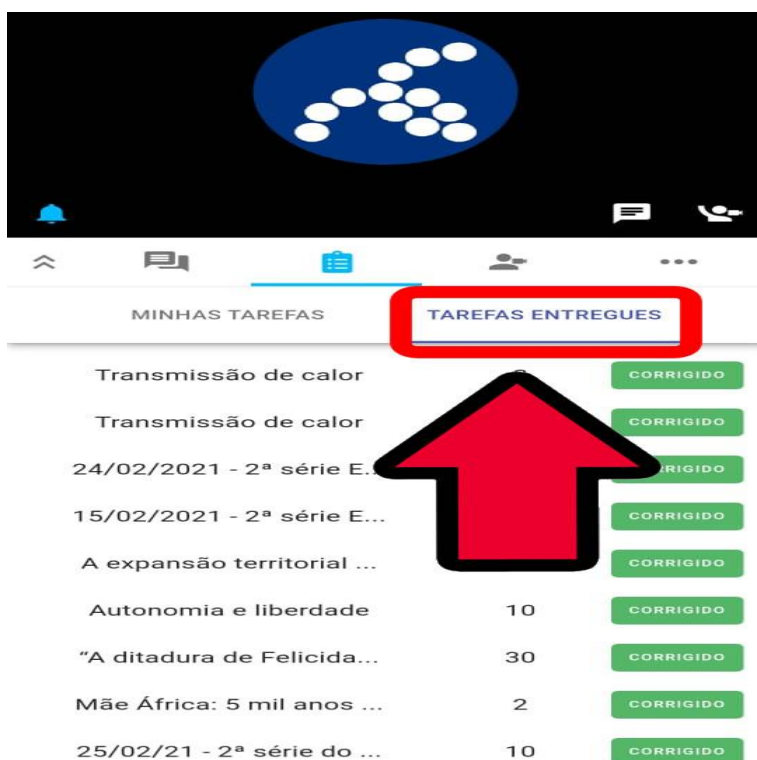 MINHAS TAREFAS TAREFAS ENTREGUES
Transmissão de calor CORRIGIDO
Transmissão de calor CORRIGIDO
24/02/2021 - 2ª série E...
15/02/2021 - 2ª série E... CORRIGIDO
A expansão territorial ... CORRIGIDO
Autonomia e liberdade 10 CORRIGIDO
"A ditadura de Felicida... 30 CORRIGIDO
Mãe África: 5 mil anos ... 2 CORRIGIDO
25/02/21 - 2ª série do ... 10 CORRIGIDO